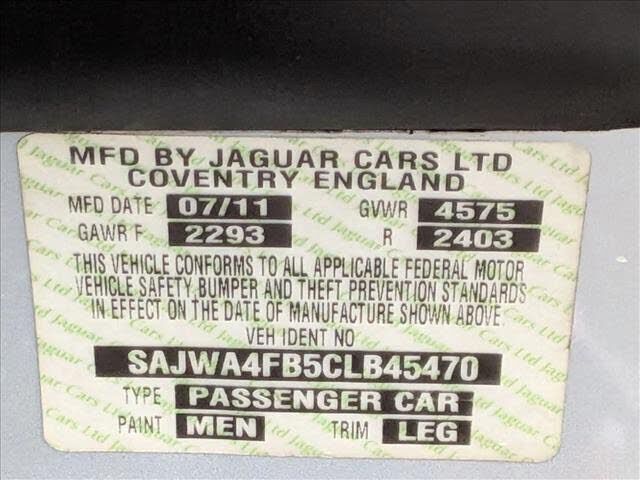 MFD BY JAGUAR CARS LTD
COVENTRY ENGLAND
MFD DATE 07/11 GVWR 4575
GAWR F 2293 R 2403
THIS VEHICLE CONFORMS TO ALL APPLICABLE FEDERAL MOTOR
VEHICLE SAFETY BUMPER AND THEFT PREVENTION STANDARDS
IN EFFECT ON THE DATE OF MANUFACTURE SHOWN ABOVE.
VEH IDENT NO
SAJWA4FB5CLB45470
TYPE PASSENGER CAR
PAINT MEN TRIM LEG